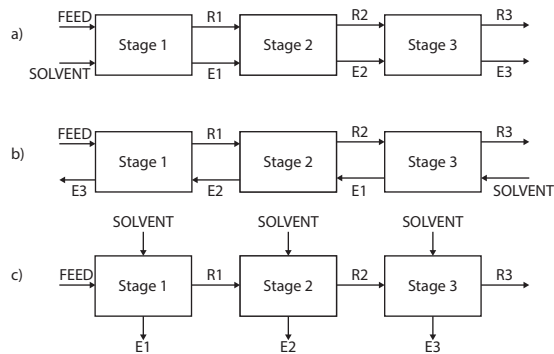 a)
FEED R1 R2 R3
Stage 1 Stage 2 Stage 3
SOLVENT E1 E2 E3
b)
FEED R1 R2 R3
Stage 1 Stage 2 Stage 3
E3 E2 E1 SOLVENT
SOLVENT SOLVENT SOLVENT
c)
FEED R1 R2 R3
Stage 1 Stage 2 Stage 3
E1 E2 E3